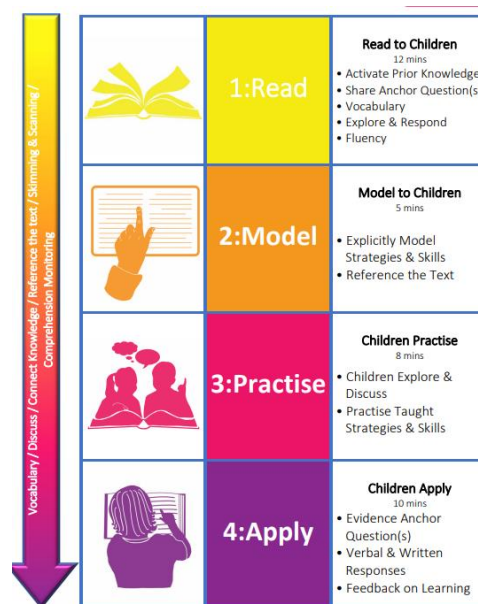 Vocabulary / Discuss / Connect Knowledge / Reference the text / Skimming & Scanning /
Comprehension Monitoring
1:Read
Read to Children
12 mins
• Activate Prior Knowledge
• Share Anchor Question(s)
• Vocabulary
• Explore & Respond
• Fluency
2:Model
Model to Children
5 mins
• Explicitly Model
Strategies & Skills
• Reference the Text
3:Practise
Children Practise
8 mins
• Children Explore &
Discuss
• Practise Taught
Strategies & Skills
4:Apply
Children Apply
10 mins
• Evidence Anchor
Question(s)
• Verbal & Written
Responses
• Feedback on Learning